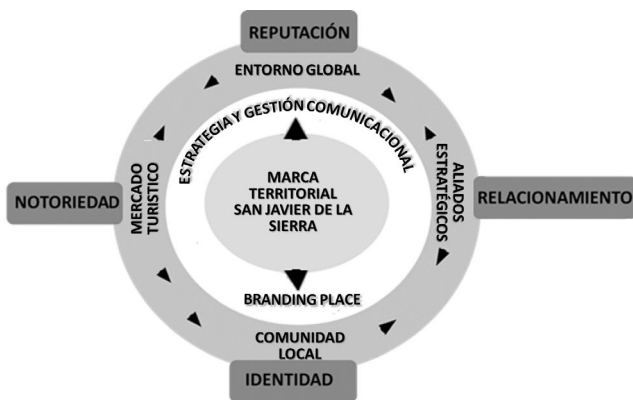 REPUTACIÓN
ENTORNO GLOBAL
ESTRATEGIA Y GESTIÓN COMUNICACIONAL
MERCADO
TURISTICO
ALIADOS
ESTRATÉGICOS
NOTORIEDAD
RELACIONAMIENTO
MARCA
TERRITORIAL
SAN JAVIER DE LA
SIERRA
BRANDING PLACE
COMUNIDAD
LOCAL
IDENTIDAD